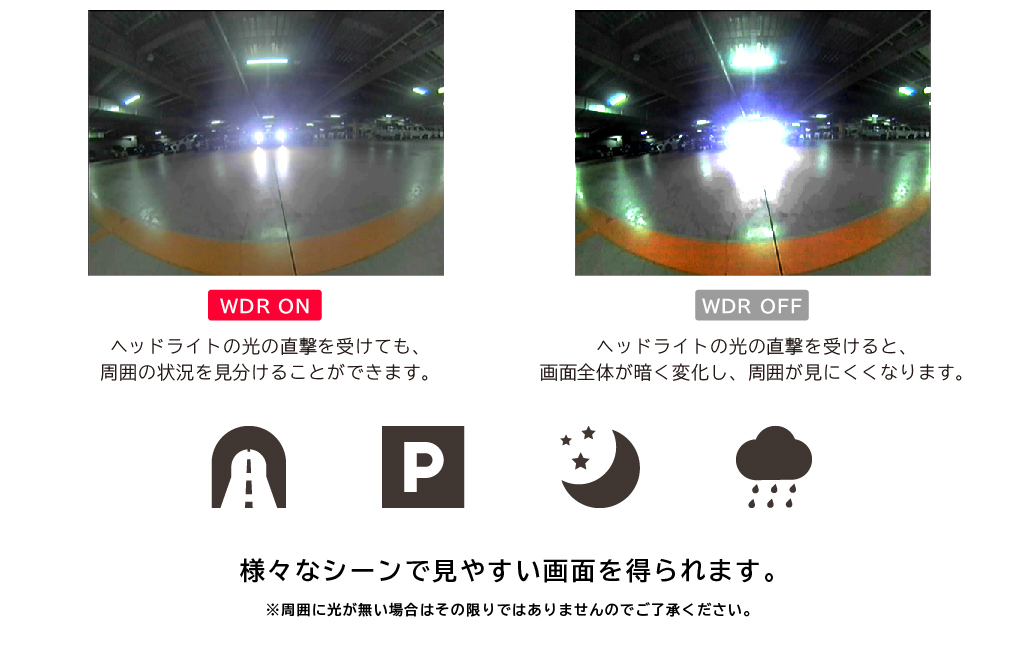 WDR ON
ヘッドライトの光の直撃を受けても、
周囲の状況を見分けることができます。
WDR OFF
ヘッドライトの光の直撃を受けると、
画面全体が暗く変化し、周囲が見にくくなります。
P
様々なシーンで見やすい画面を得られます。
※周囲に光が無い場合はその限りではありませんのでご了承ください。